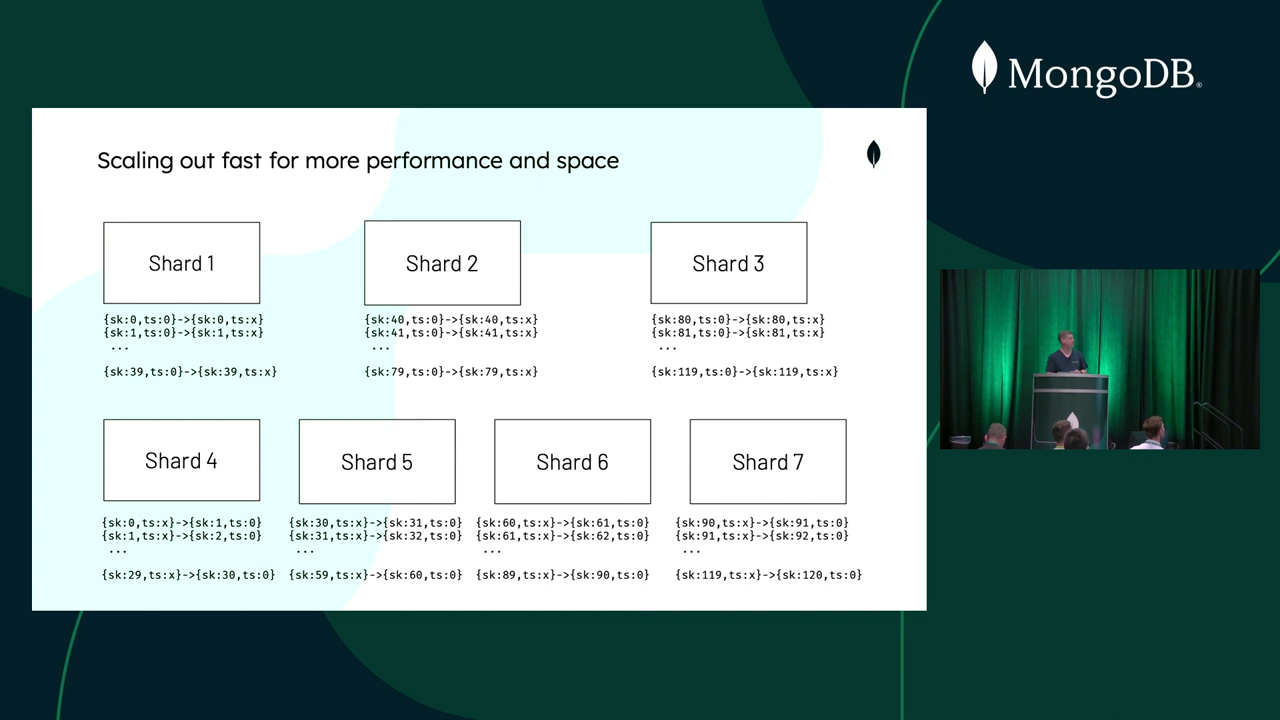 MongoDB®
Scaling out fast for more performance and space
Shard 1
{sk:0,ts:0}->{sk:0,ts:x}
{sk:1,ts:0}->{sk:1,ts:x}
...
{sk:39,ts:0}->{sk:39,ts:x}
Shard 2
{sk:40,ts:0}->{sk:40,ts:x}
{sk:41,ts:0}->{sk:41,ts:x}
...
{sk:79,ts:0}->{sk:79,ts:x}
Shard 3
{sk:80,ts:0}->{sk:80,ts:x}
{sk:81,ts:0}->{sk:81,ts:x}
...
{sk:119,ts:0}->{sk:119,ts:x}
Shard 4
{sk:0,ts:x}->{sk:1,ts:0}
{sk:1,ts:x}->{sk:2,ts:0}
...
{sk:29,ts:x}->{sk:30,ts:0}
Shard 5
{sk:30,ts:x}->{sk:31,ts:0}
{sk:31,ts:x}->{sk:32,ts:0}
...
{sk:59,ts:x}->{sk:60,ts:0}
Shard 6
{sk:60,ts:x}->{sk:61,ts:0}
{sk:61,ts:x}->{sk:62,ts:0}
...
{sk:89,ts:x}->{sk:90,ts:0}
Shard 7
{sk:90,ts:x}->{sk:91,ts:0}
{sk:91,ts:x}->{sk:92,ts:0}
...
{sk:119,ts:x}->{sk:120,ts:0}